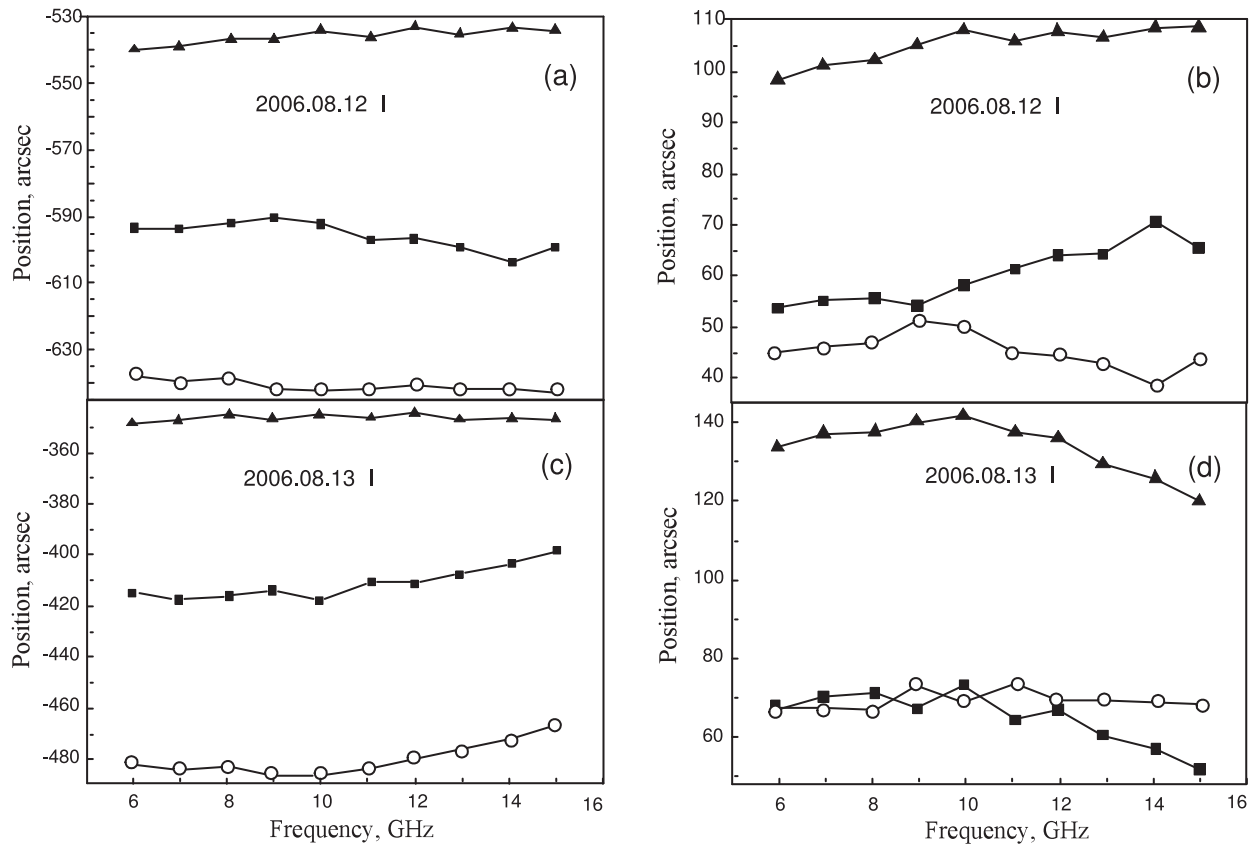 -530
-550
-570
-590
-610
-630
Position, arcsec
(a)
2006.08.12 I
110
100
90
80
70
60
50
40
Position, arcsec
(b)
2006.08.12 I
-360
-380
-400
-420
-440
-460
-480
Position, arcsec
(c)
2006.08.13 I
6
8
10
12
14
16
Frequency, GHz
140
120
100
80
60
Position, arcsec
(d)
2006.08.13 I
6
8
10
12
14
16
Frequency, GHz